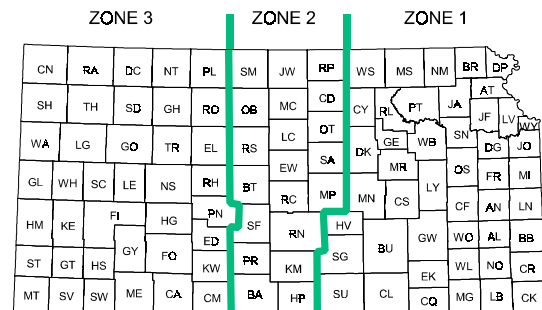 ZONE 3 ZONE 2 ZONE 1
CN RA DC NT PL SM JW RP WS MS NM BR DP
SH TH SD GH RO OB MC CD CY RL PT JA AT
JF LV WY
WA LG GO TR EL RS LC OT DK GE WB SN DG JO
EW SA MR OS FR MI
GL WH SC LE NS RH BT RC MP MN CS LY
HM KE FI HG PN SF RN HV CF AN LN
ED BU GW WO AL BB
ST GT HS GY FO KW PR KM SG EK WL NO CR
MT SV SW ME CA CM BA HP SU CL CQ MG LB CK